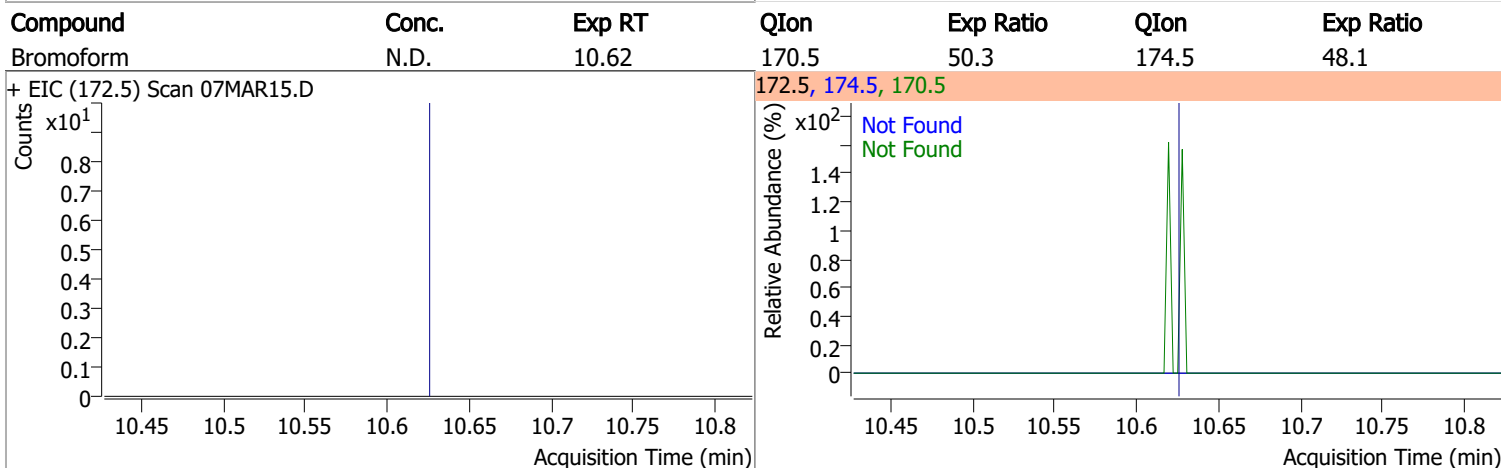 Compound Conc. Exp RT QIon Exp Ratio QIon Exp Ratio
Bromoform N.D. 10.62 170.5 50.3 174.5 48.1
+ EIC (172.5) Scan 07MAR15.D
Counts
x10¹
0.8
0.7
0.6
0.5
0.4
0.3
0.2
0.1
0
10.45 10.5 10.55 10.6 10.65 10.7 10.75 10.8
Acquisition Time (min)
172.5, 174.5, 170.5
Relative Abundance (%)
x10²
Not Found
Not Found
1.4
1.2
1
0.8
0.6
0.4
0.2
0
10.45 10.5 10.55 10.6 10.65 10.7 10.75 10.8
Acquisition Time (min)